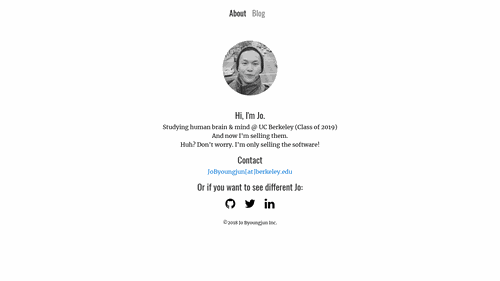 About Blog
Hi, I'm Jo.
Studying human brain & mind @ UC Berkeley (Class of 2019)
And now I'm selling them.
Huh? Don't worry. I'm only selling the software!
Contact
JoByoungjun[at]berkeley.edu
Or if you want to see different Jo:
in
©2018 Jo Byoungjun Inc.